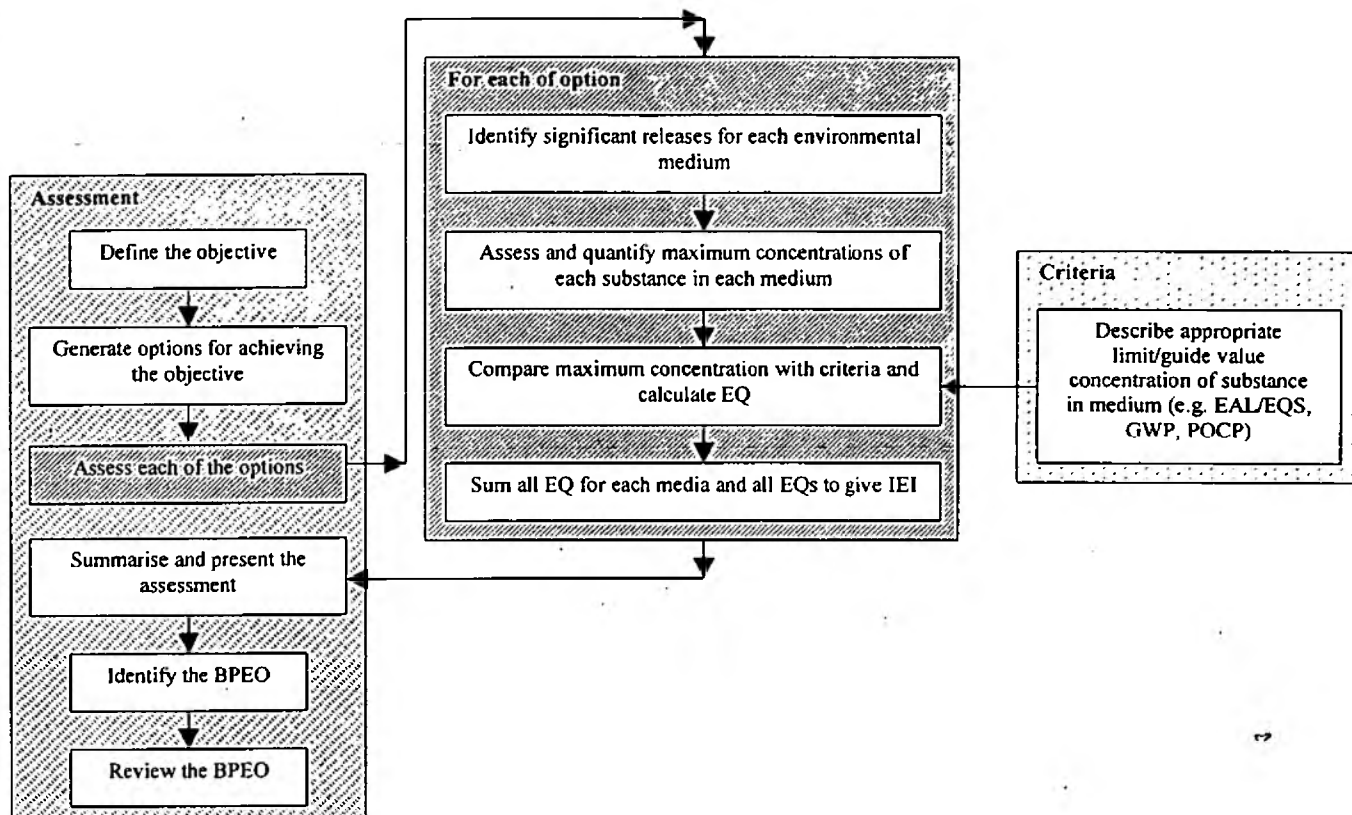 Assessment
Define the objective
Generate options for achieving
the objective
Assess each of the options
Summarise and present the
assessment
Identify the BPEO
Review the BPEO
For each of option
Identify significant releases for each environmental
medium
Assess and quantify maximum concentrations of
each substance in each medium
Compare maximum concentration with criteria and
calculate EQ
Sum all EQ for each media and all EQs to give IEI
Criteria
Describe appropriate
limit/guide value
concentration of substance
in medium (e.g. EAL/EQS,
GWP, POCP)